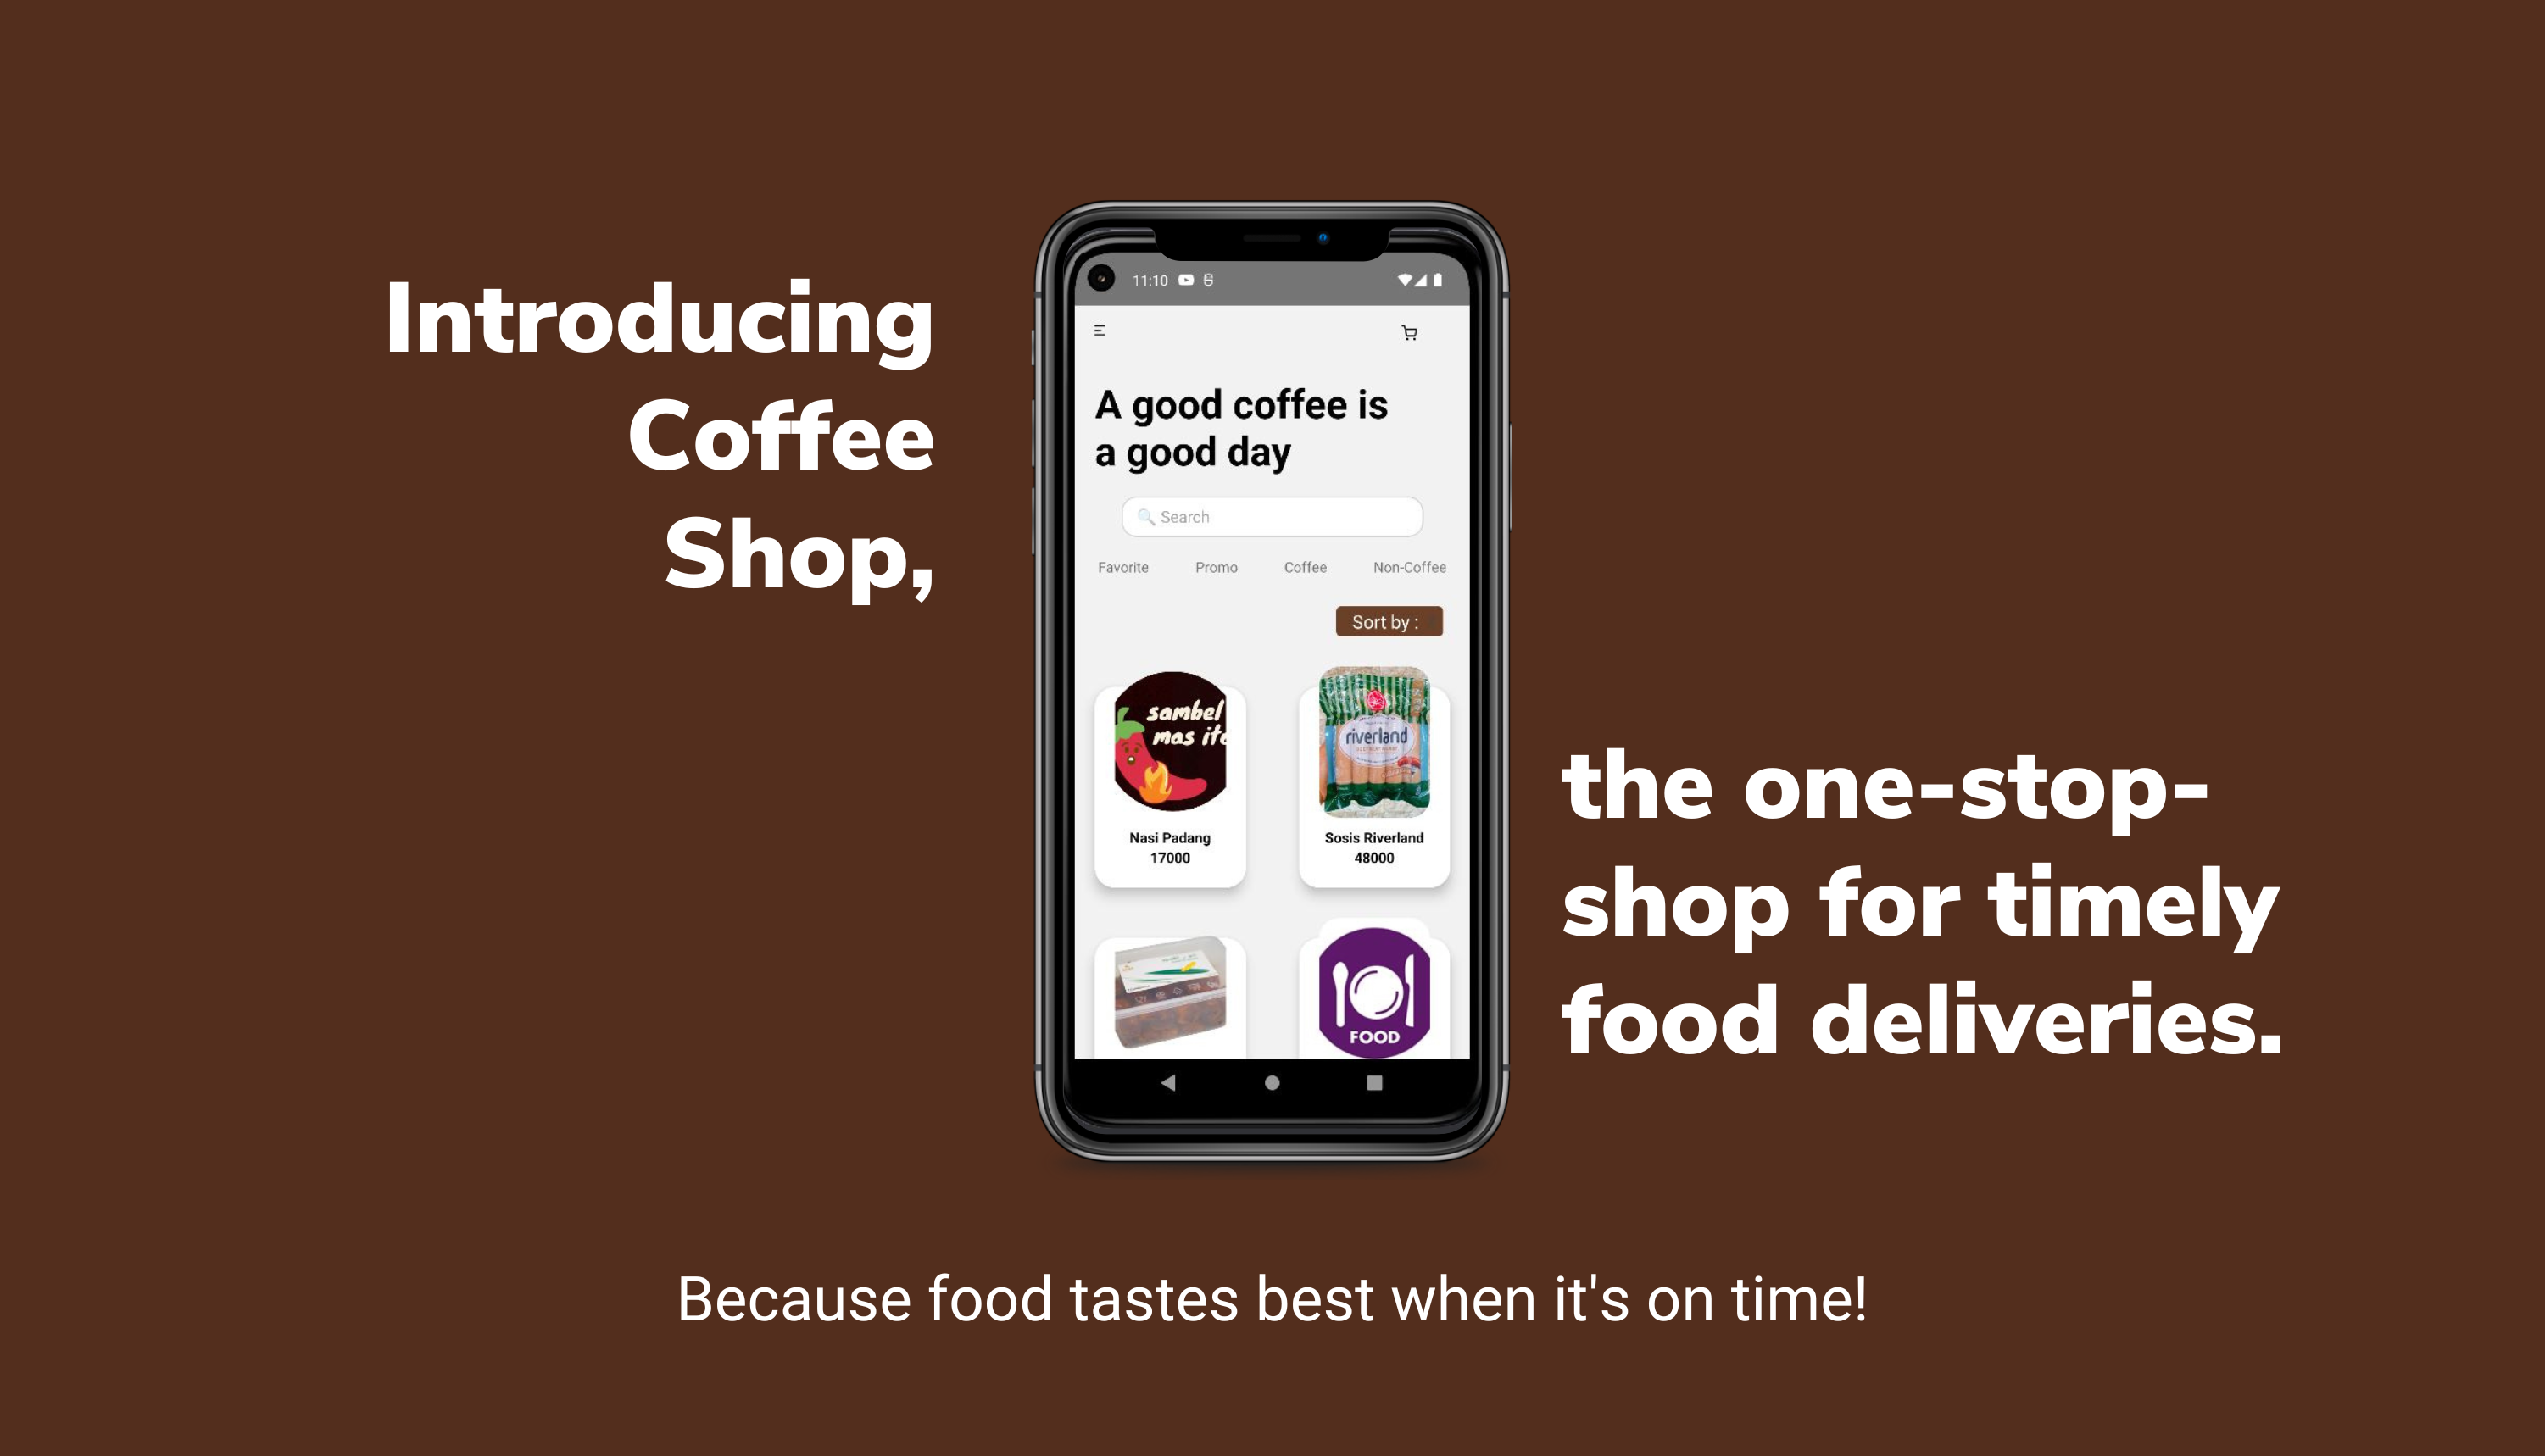 Introducing
Coffee
Shop,
11:10
A good coffee is
a good day
Search
Favorite Promo Coffee Non-Coffee
Sort by :
sambel
mas
riverland
Nasi Padang
17000
Sosis Riverland
48000
FOOD
the one-stop-
shop for timely
food deliveries.
Because food tastes best when it's on time!